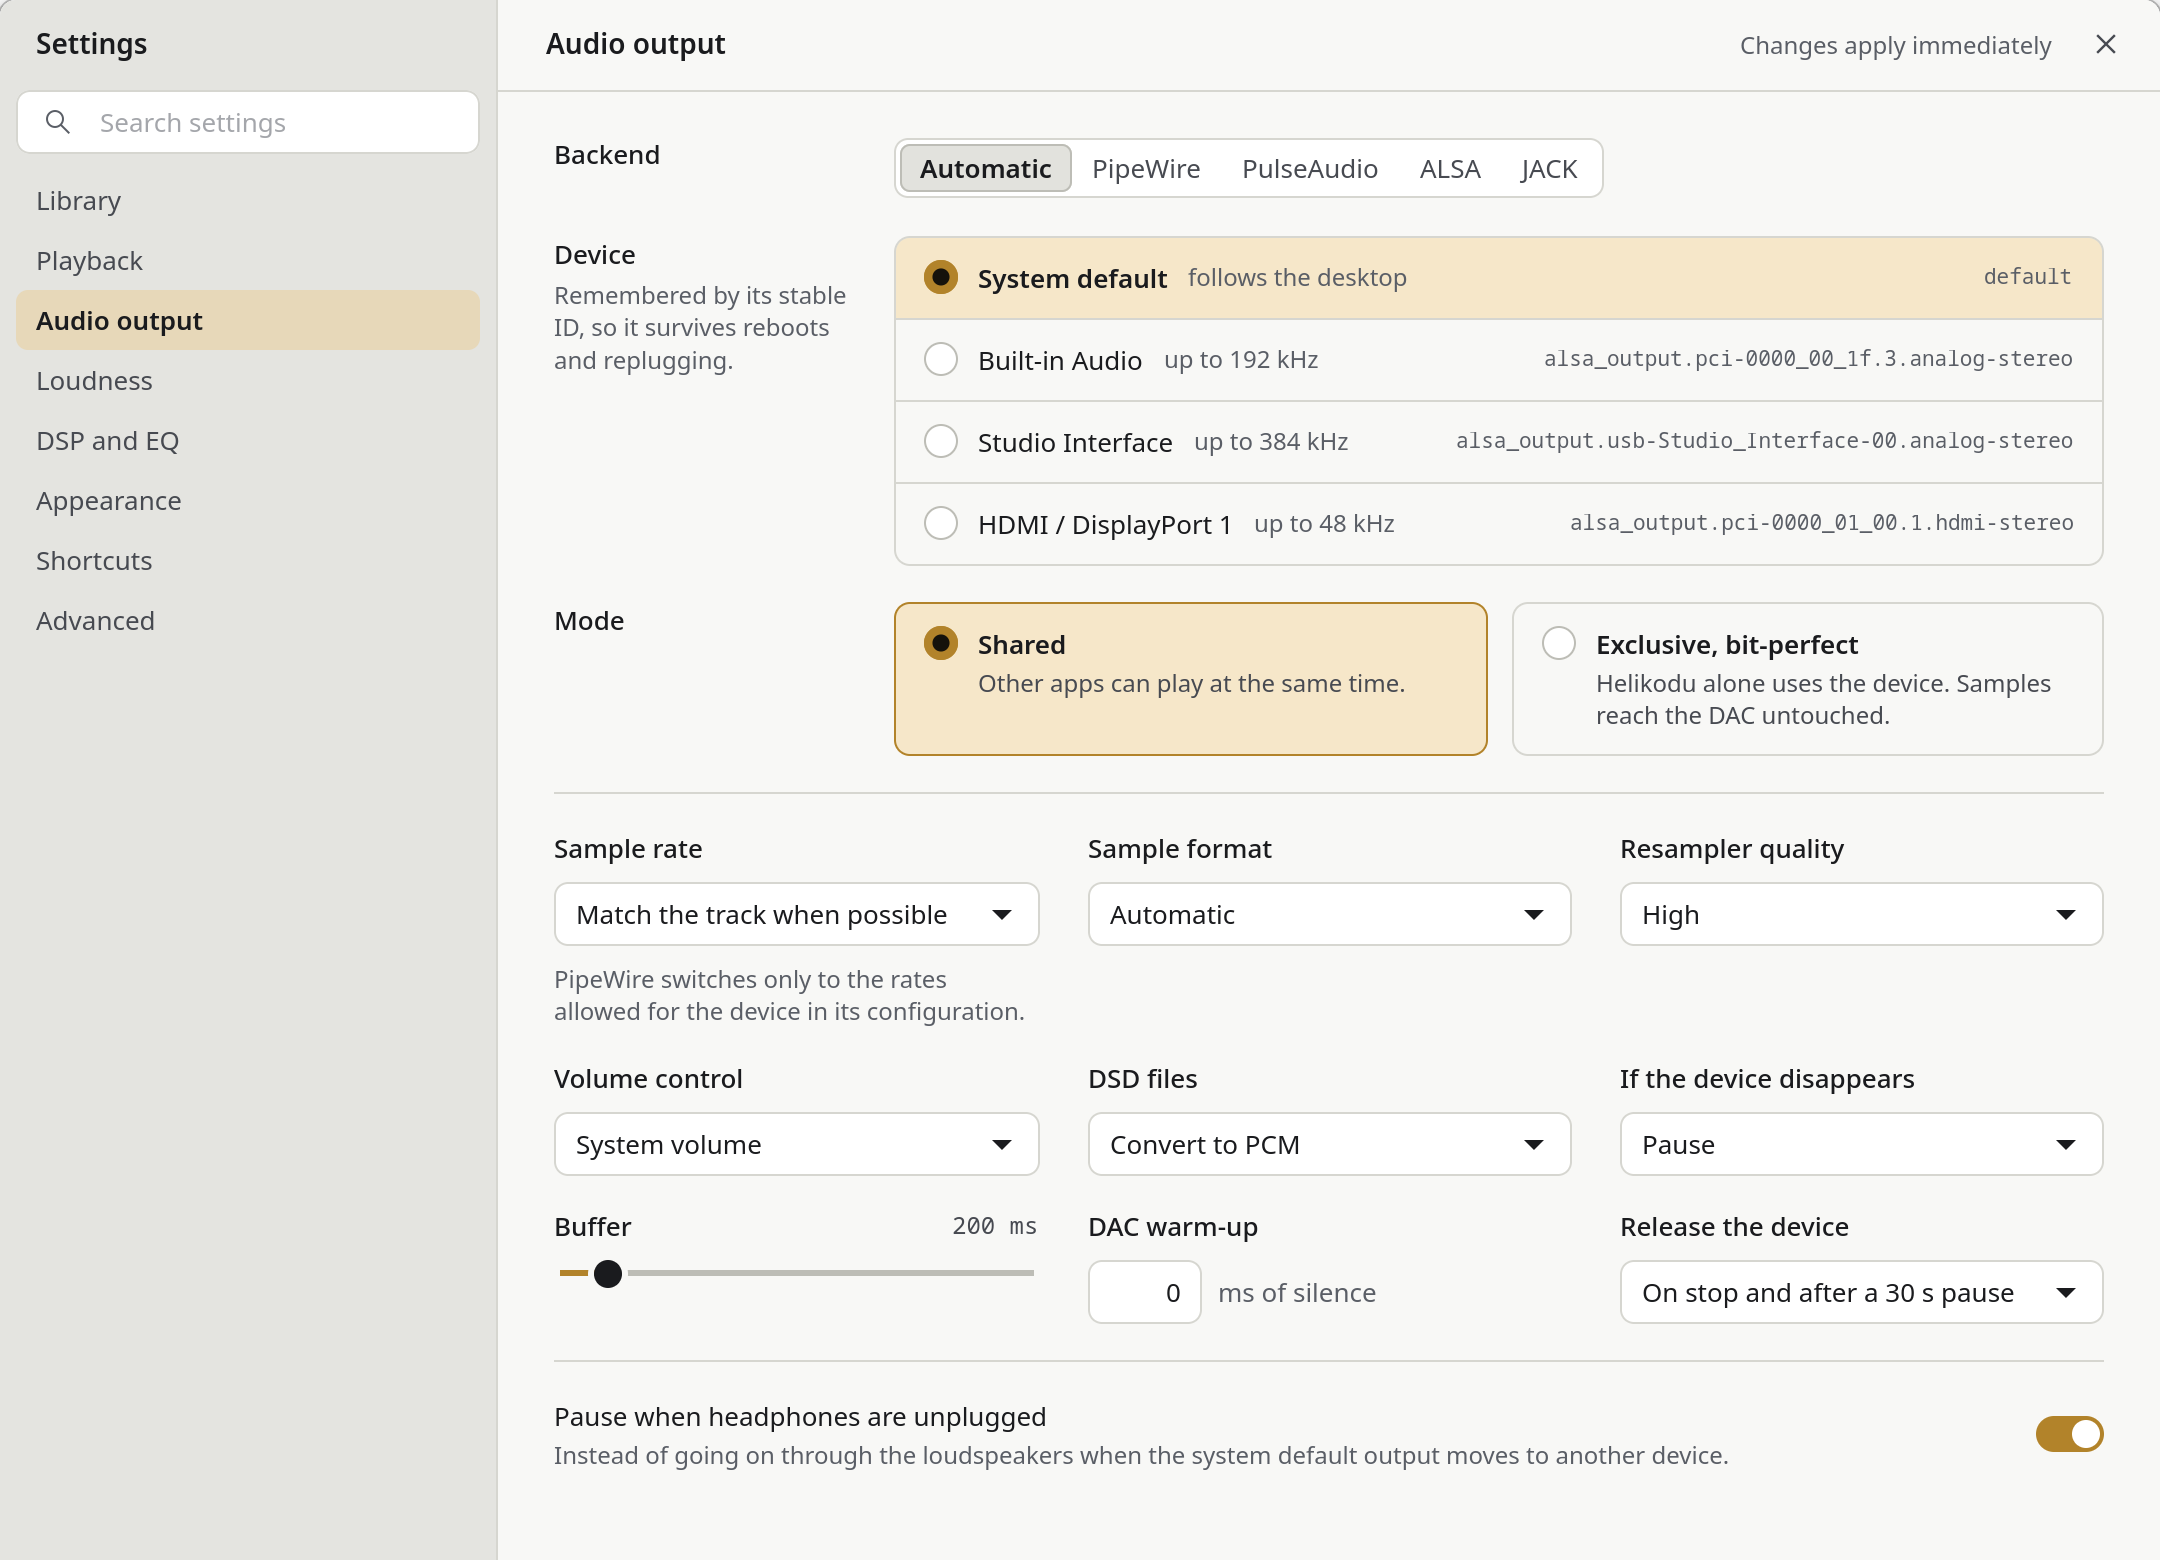 Settings
Search settings
Library
Playback
Audio output
Loudness
DSP and EQ
Appearance
Shortcuts
Advanced
Audio output
Changes apply immediately
Backend
Automatic PipeWire PulseAudio ALSA JACK
Device
Remembered by its stable
ID, so it survives reboots
and replugging.
System default follows the desktop default
Built-in Audio up to 192 kHz alsa_output.pci-0000_00_1f.3.analog-stereo
Studio Interface up to 384 kHz alsa_output.usb-Studio_Interface-00.analog-stereo
HDMI / DisplayPort 1 up to 48 kHz alsa_output.pci-0000_01_00.1.hdmi-stereo
Mode
Shared
Other apps can play at the same time.
Exclusive, bit-perfect
Helikodu alone uses the device. Samples
reach the DAC untouched.
Sample rate
Match the track when possible
PipeWire switches only to the rates
allowed for the device in its configuration.
Sample format
Automatic
Resampler quality
High
Volume control
System volume
DSD files
Convert to PCM
If the device disappears
Pause
Buffer 200 ms
DAC warm-up
0 ms of silence
Release the device
On stop and after a 30 s pause
Pause when headphones are unplugged
Instead of going on through the loudspeakers when the system default output moves to another device.